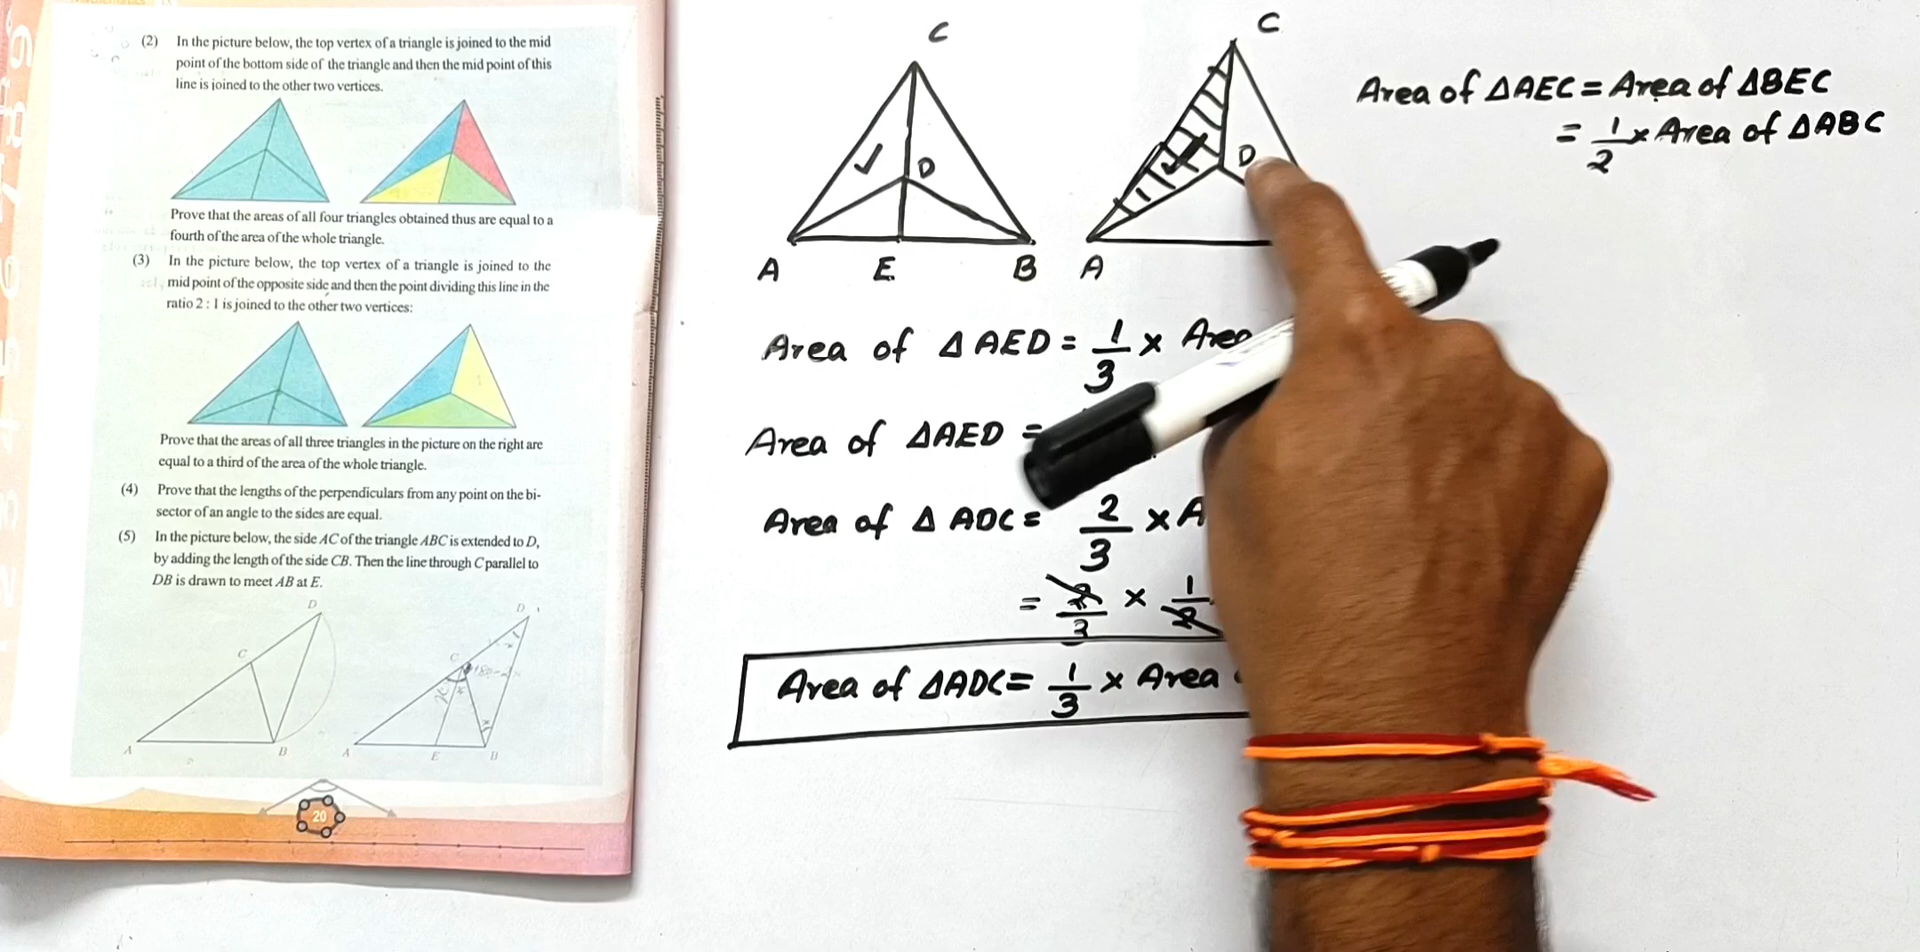 (2) In the picture below, the top vertex of a triangle is joined to the mid
point of the bottom side of the triangle and then the mid point of this
line is joined to the other two vertices.
Prove that the areas of all four triangles obtained thus are equal to a
fourth of the area of the whole triangle.
(3) In the picture below, the top vertex of a triangle is joined to the
mid point of the opposite side and then the point dividing this line in the
ratio 2 : 1 is joined to the other two vertices:
Prove that the areas of all three triangles in the picture on the right are
equal to a third of the area of the whole triangle.
(4) Prove that the lengths of the perpendiculars from any point on the bi-
sector of an angle to the sides are equal.
(5) In the picture below, the side AC of the triangle ABC is extended to D,
by adding the length of the side CB. Then the line through C parallel to
DB is drawn to meet AB at E.
D
C
A B
D
C
A E B
20
C
D
A E B
C
D
A
Area of ΔAEC = Area of ΔBEC
= 1/2 x Area of ΔABC
Area of ΔAED = 1/3 x Area
Area of ΔAED =
Area of ΔADC = 2/3 x A
= 2/3 x 1/2
Area of ΔADC = 1/3 x Area